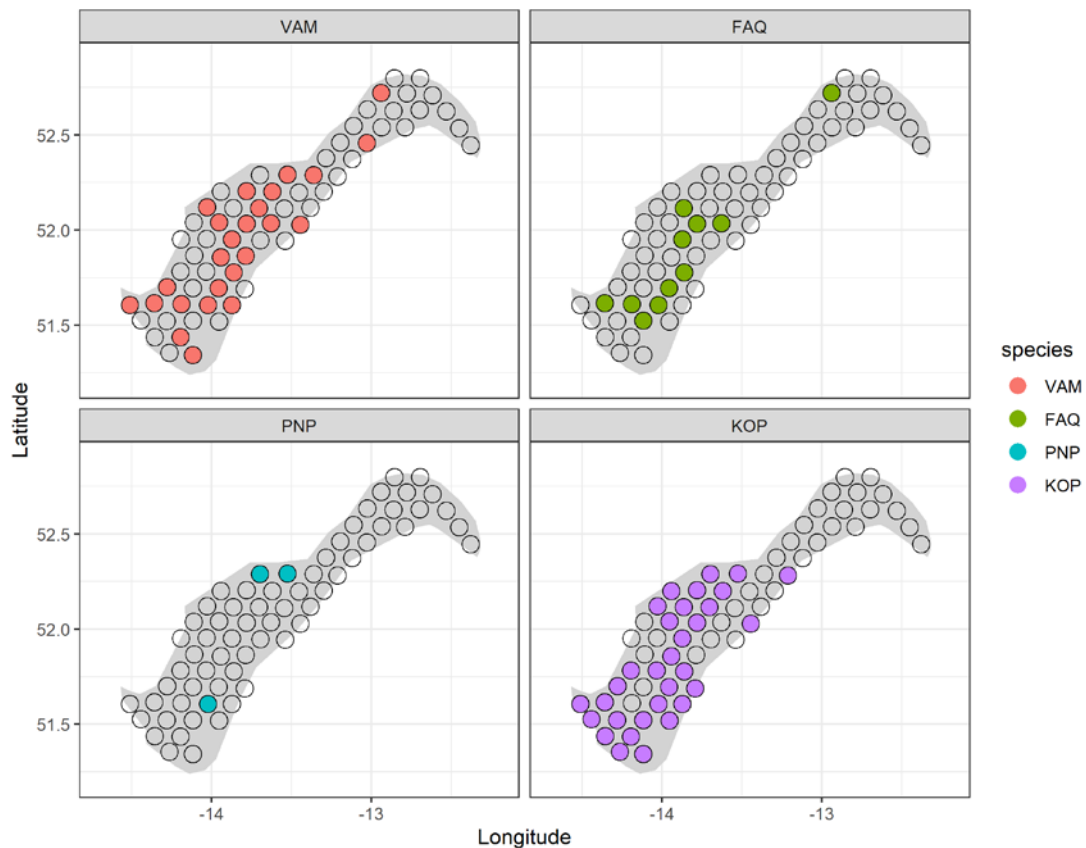 VAM
FAQ
52.5
52.0
51.5
Latitude
PNP
KOP
52.5
52.0
51.5
-14
-13
-14
-13
Longitude
species
VAM
FAQ
PNP
KOP